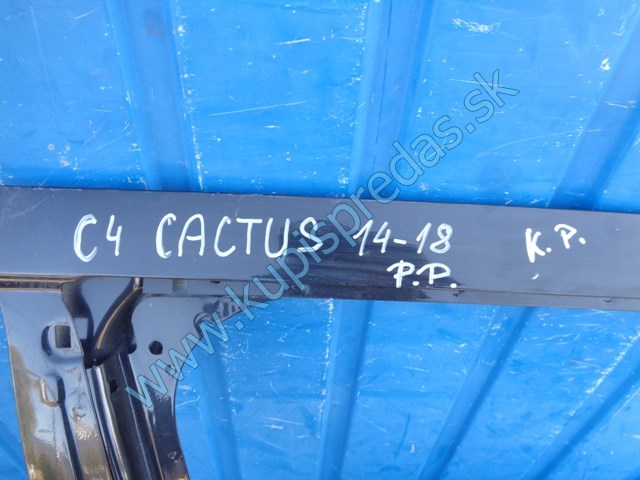 C4 CACTUS 14-18 K.P.
P.P.
www.kupispredas.sk